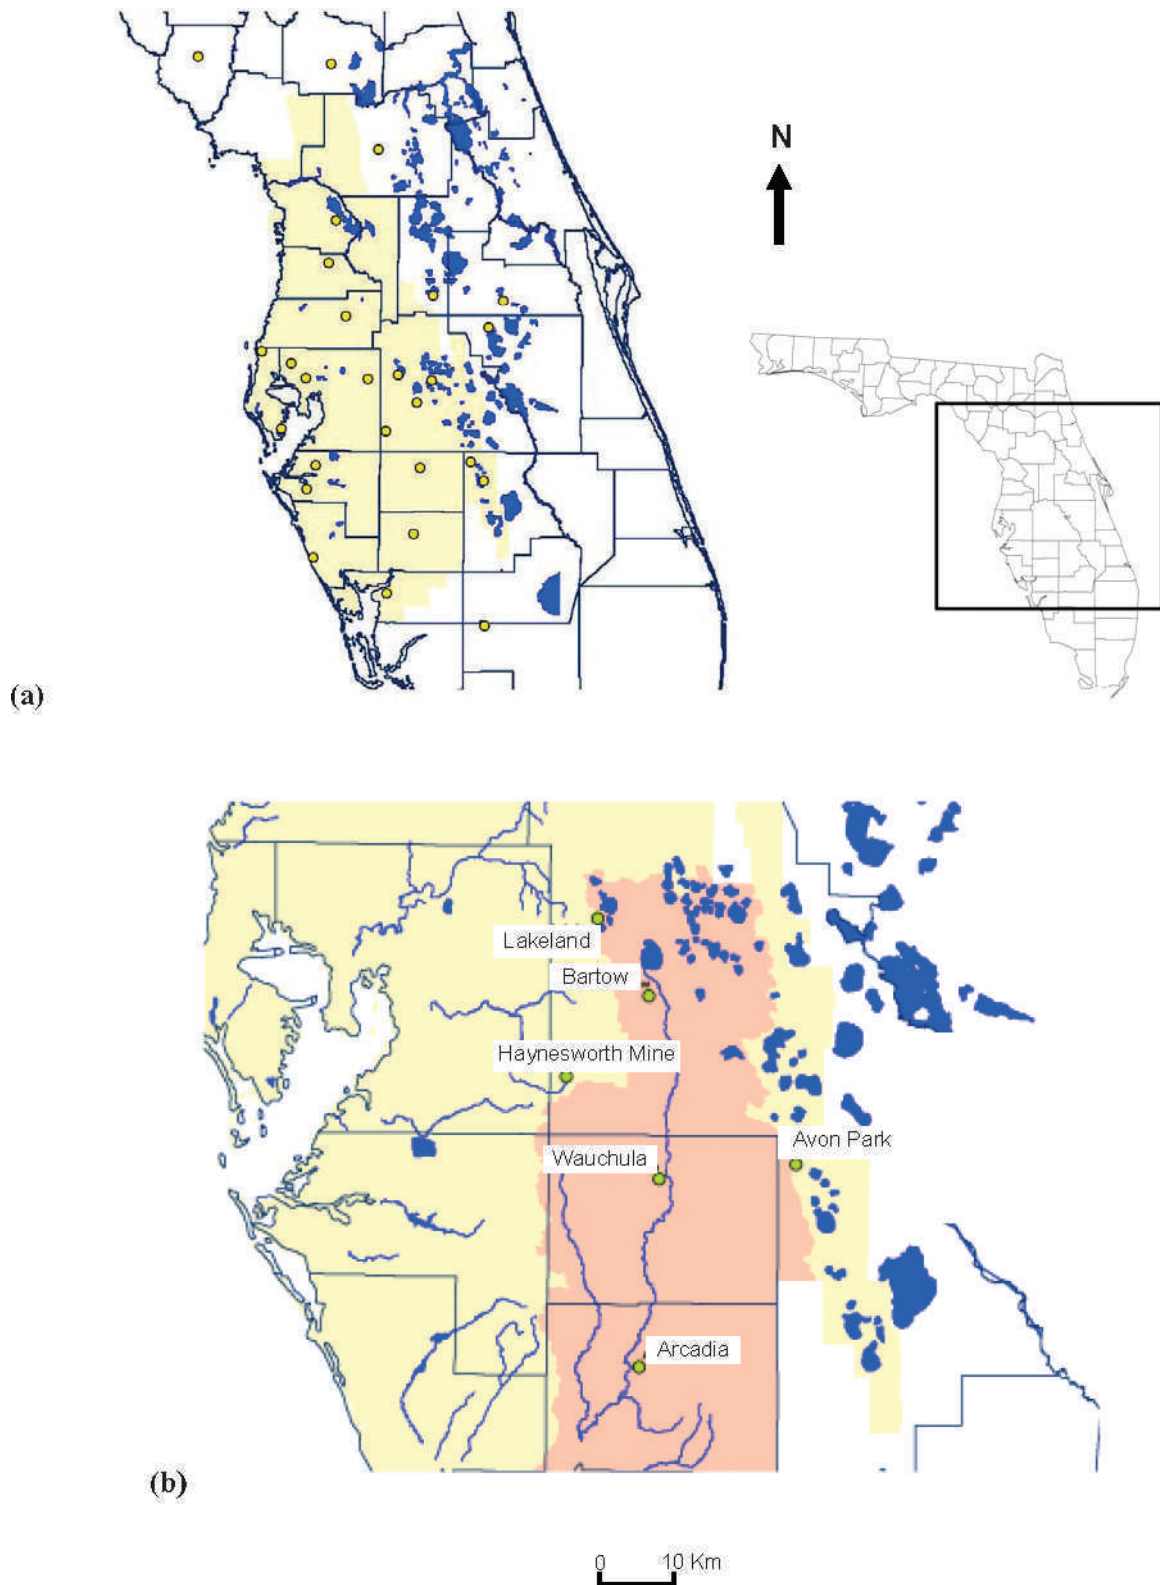 N
(a)
Lakeland
Bartow
Haynesworth Mine
Avon Park
Wauchula
Arcadia
(b)
0 10 Km